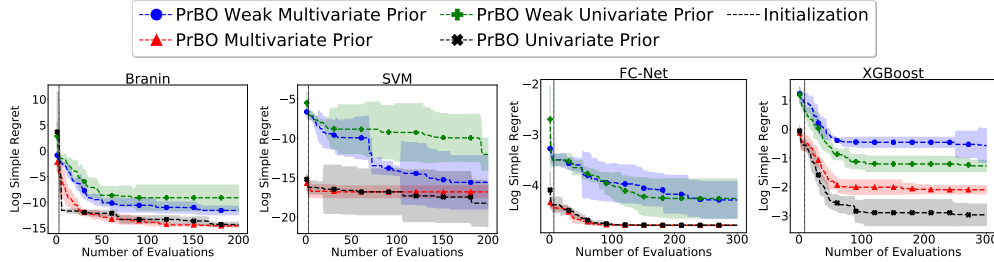 PrBO Weak Multivariate Prior PrBO Weak Univariate Prior Initialization
PrBO Multivariate Prior PrBO Univariate Prior
Branin
Log Simple Regret
10
5
0
−5
−10
−15
0 50 100 150 200
Number of Evaluations
SVM
Log Simple Regret
−5
−10
−15
−20
0 50 100 150 200
Number of Evaluations
FC-Net
Log Simple Regret
−2
−3
−4
0 100 200 300
Number of Evaluations
XGBoost
Log Simple Regret
1
0
−1
−2
−3
0 100 200 300
Number of Evaluations